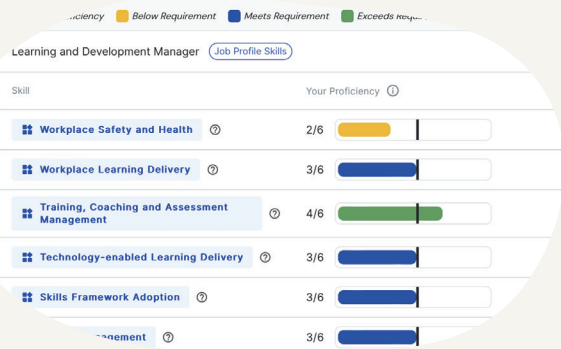 Below Requirement Meets Requirement Exceeds
Learning and Development Manager Job Profile Skills
Skill Your Proficiency
Workplace Safety and Health 2/6
Workplace Learning Delivery 3/6
Training, Coaching and Assessment
Management 4/6
Technology-enabled Learning Delivery 3/6
Skills Framework Adoption 3/6
3/6